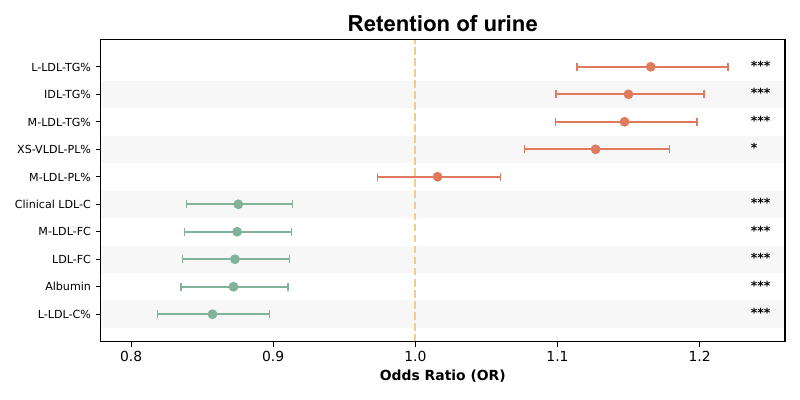 Retention of urine
L-LDL-TG% ***
IDL-TG% ***
M-LDL-TG% ***
XS-VLDL-PL% *
M-LDL-PL%
Clinical LDL-C ***
M-LDL-FC ***
LDL-FC ***
Albumin ***
L-LDL-C% ***
0.8 0.9 1.0 1.1 1.2
Odds Ratio (OR)